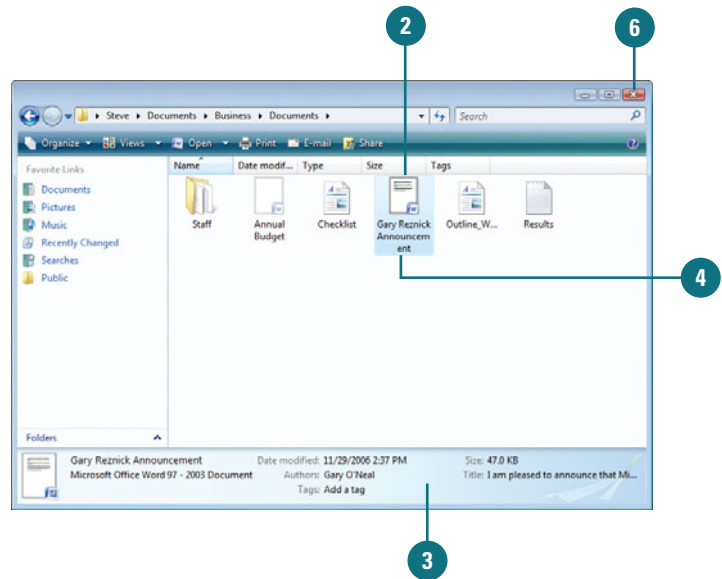 2
6
Steve Documents Business Documents
Search
Organize Views Open Print E-mail Share
Name Date modif... Type Size Tags
Favorite Links
Documents
Pictures
Music
Recently Changed
Searches
Public
Staff
Annual
Budget
Checklist
Gary Reznick
Announcem
ent
Outline_W...
Results
4
Folders
Gary Reznick Announcement Date modified: 11/29/2006 2:37 PM Size: 47.0 KB
Microsoft Office Word 97 - 2003 Document Authors: Gary O'Neal Title: I am pleased to announce that Mi...
Tags: Add a tag
3